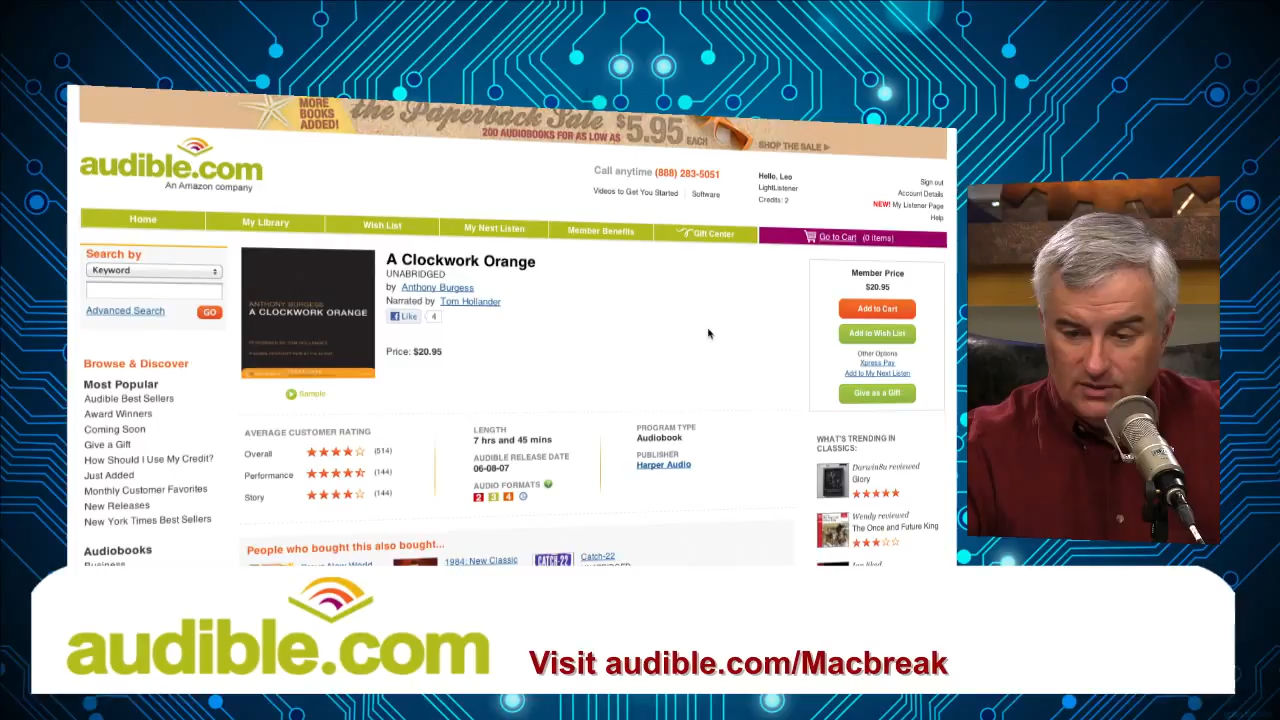 MORE BOOKS ADDED!
the Paperback Sale
200 AUDIOBOOKS FOR AS LOW AS $5.95 EACH
SHOP THE SALE
audible.com
An Amazon company
Call anytime (888) 283-5051
Videos to Get You Started | Software
Hello, Leo
LightListener
Credits: 2
Sign out
Account Details
NEW! My Listener Page
Help
Home
My Library
Wish List
My Next Listen
Member Benefits
Gift Center
Go to Cart (0 items)
Search by
Keyword
Advanced Search
GO
Browse & Discover
Most Popular
Audible Best Sellers
Award Winners
Coming Soon
Give a Gift
How Should I Use My Credit?
Just Added
Monthly Customer Favorites
New Releases
New York Times Best Sellers
Audiobooks
Business
ANTHONY BURGESS
A CLOCKWORK ORANGE
Sample
A Clockwork Orange
UNABRIDGED
by Anthony Burgess
Narrated by Tom Hollander
Like 4
Price: $20.95
Member Price
$20.95
Add to Cart
Add to Wish List
Other Options
Xpress Pay
Add to My Next Listen
Give as a Gift
AVERAGE CUSTOMER RATING
Overall (514)
Performance (144)
Story (144)
LENGTH
7 hrs and 45 mins
AUDIBLE RELEASE DATE
06-08-07
AUDIO FORMATS
2 3 4
PROGRAM TYPE
Audiobook
PUBLISHER
Harper Audio
WHAT'S TRENDING IN CLASSICS:
Darwin8u reviewed
Glory
Wendy reviewed
The Once and Future King
People who bought this also bought...
Brave New World
1984: New Classic
CATCH-22
Catch-22
UNABRIDGED
audible.com
Visit audible.com/Macbreak